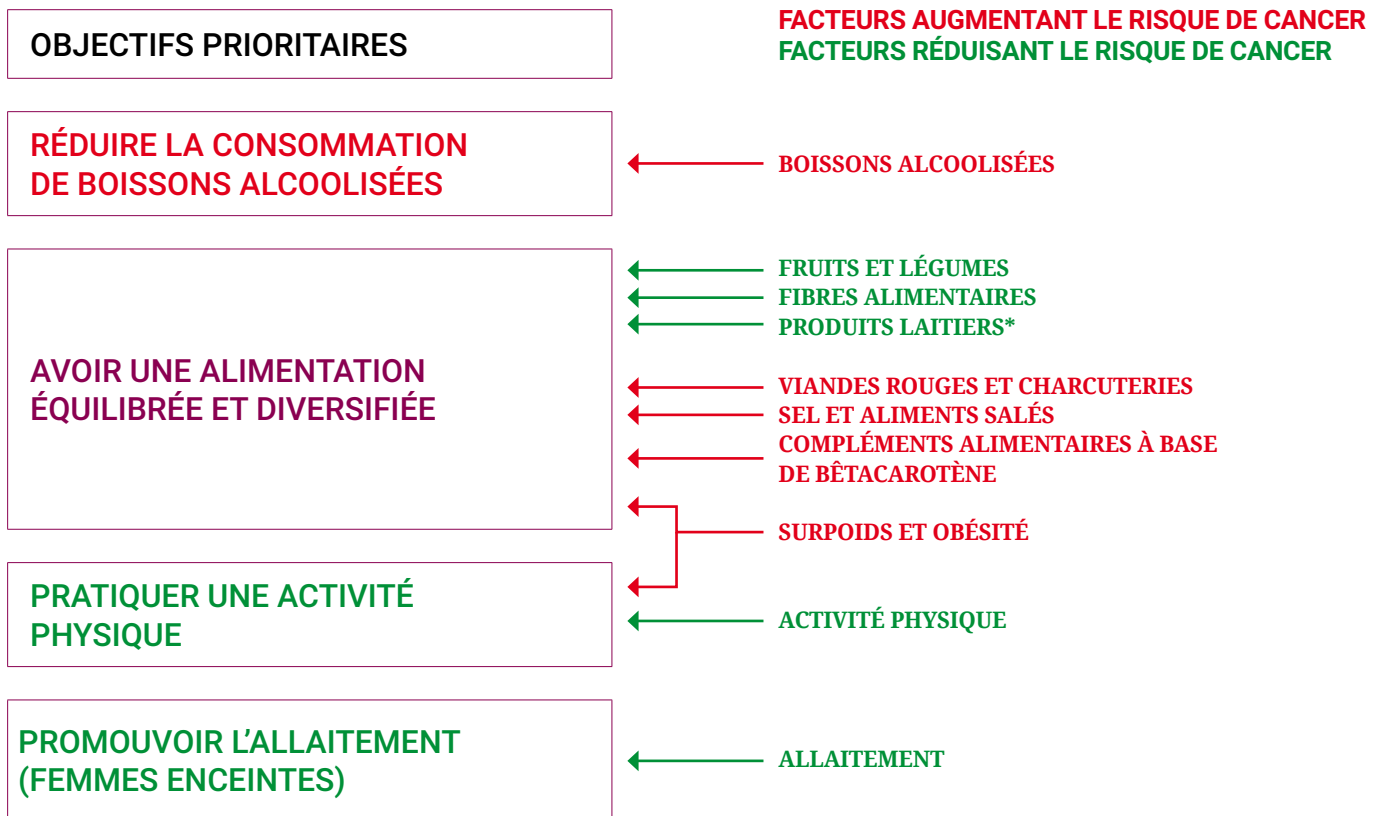 OBJECTIFS PRIORITAIRES
FACTEURS AUGMENTANT LE RISQUE DE CANCER
FACTEURS RÉDUISANT LE RISQUE DE CANCER
RÉDUIRE LA CONSOMMATION
DE BOISSONS ALCOOLISÉES
BOISSONS ALCOOLISÉES
AVOIR UNE ALIMENTATION
ÉQUILIBRÉE ET DIVERSIFIÉE
FRUITS ET LÉGUMES
FIBRES ALIMENTAIRES
PRODUITS LAITIERS*
VIANDES ROUGES ET CHARCUTERIES
SEL ET ALIMENTS SALÉS
COMPLÉMENTS ALIMENTAIRES À BASE
DE BÊTACAROTÈNE
SURPOIDS ET OBÉSITÉ
PRATIQUER UNE ACTIVITÉ
PHYSIQUE
ACTIVITÉ PHYSIQUE
PROMOUVOIR L'ALLAITEMENT
(FEMMES ENCEINTES)
ALLAITEMENT